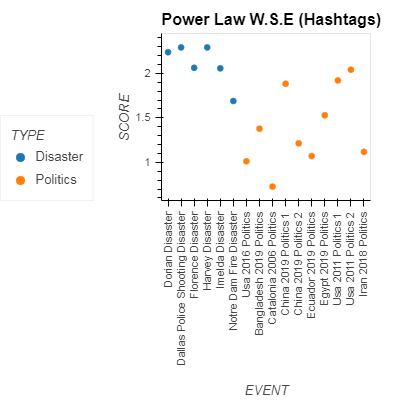 Power Law W.S.E (Hashtags)
TYPE
Disaster
Politics
SCORE
2
1.5
1
Dorian Disaster
Dallas Police Shooting Disaster
Florence Disaster
Harvey Disaster
Imelda Disaster
Notre Dam Fire Disaster
Usa 2016 Politics
Bangladesh 2019 Politics
Catalonia 2006 Politics
China 2019 Politics 1
China 2019 Politics 2
Ecuador 2019 Politics
Egypt 2019 Politics
Usa 2011 Politics 1
Usa 2011 Politics 2
Iran 2018 Politics
EVENT